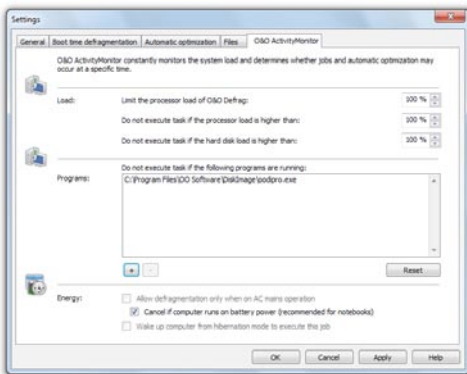 Settings
General Boot time defragmentation Automatic optimization Files O&O ActivityMonitor
O&O ActivityMonitor constantly monitors the system load and determines whether jobs and automatic optimization may
occur at a specific time.
Load: Limit the processor load of O&O Defrag: 100 %
Do not execute task if the processor load is higher than: 100 %
Do not execute task if the hard disk load is higher than: 100 %
Do not execute task if the following programs are running:
Programs: C:\Program Files\OO Software\DiskImage\oodipro.exe
+ -
Reset
Energy: Allow defragmentation only when on AC mains operation
Cancel if computer runs on battery power (recommended for notebooks)
Wake up computer from hibernation mode to execute this job
OK Cancel Apply Help